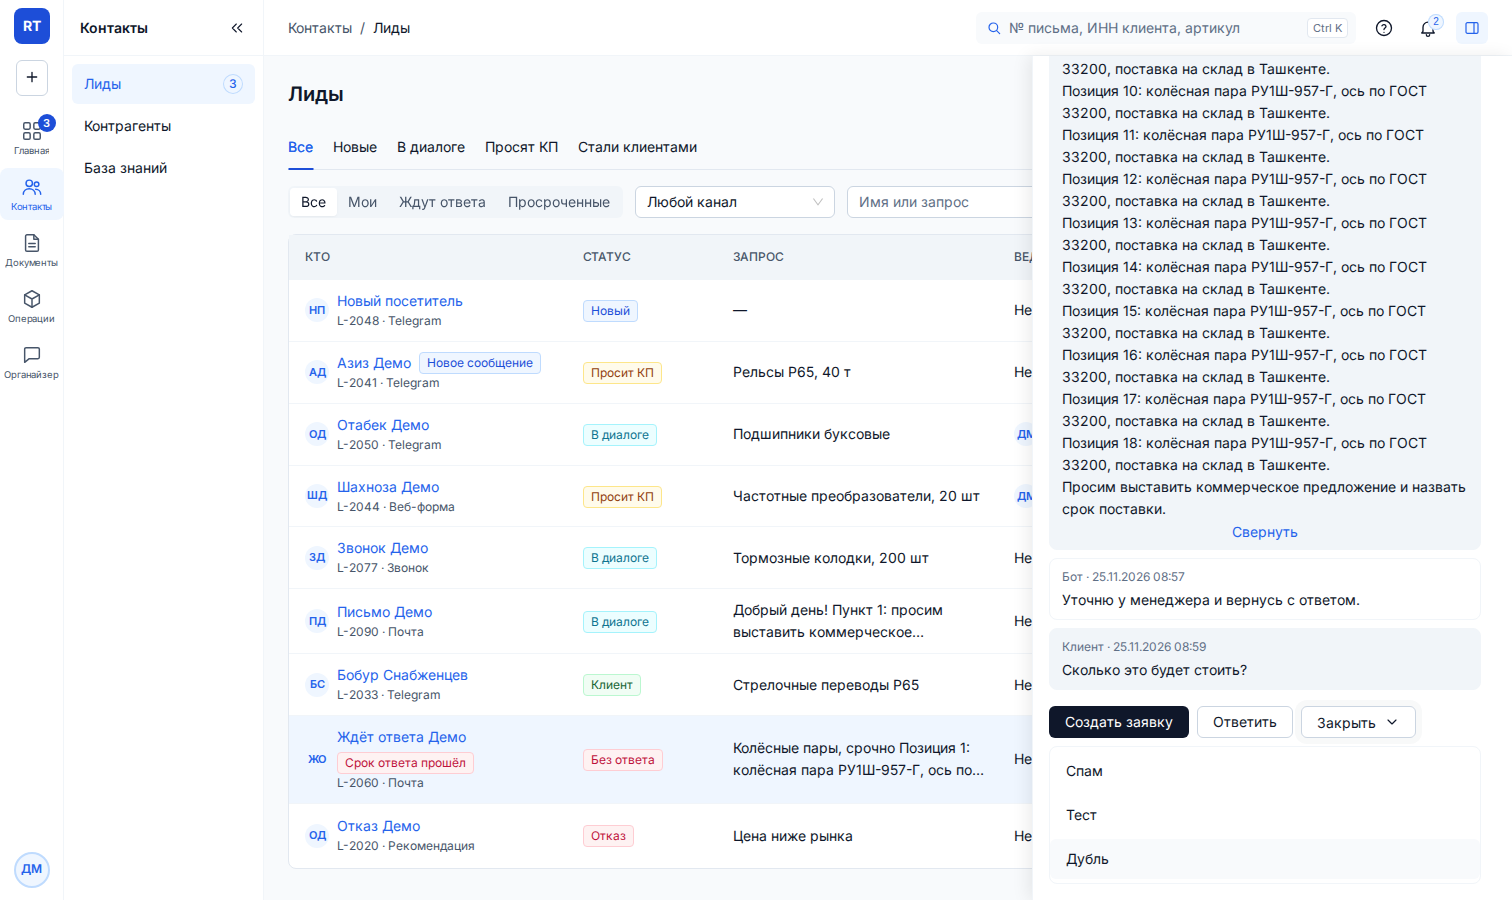 RT
Главная
3
Контакты
Документы
Операции
Органайзер
ДМ
Контакты
Лиды
3
Контрагенты
База знаний
Контакты / Лиды
№ письма, ИНН клиента, артикул
Ctrl K
2
Лиды
Все
Новые
В диалоге
Просят КП
Стали клиентами
Все
Мои
Ждут ответа
Просроченные
Любой канал
Имя или запрос
КТО
СТАТУС
ЗАПРОС
ВЕД
НП
Новый посетитель
L-2048 · Telegram
Новый
—
Не
АД
Азиз Демо
Новое сообщение
L-2041 · Telegram
Просит КП
Рельсы Р65, 40 т
Не
ОД
Отабек Демо
L-2050 · Telegram
В диалоге
Подшипники буксовые
ДМ
ШД
Шахноза Демо
L-2044 · Веб-форма
Просит КП
Частотные преобразователи, 20 шт
ДМ
ЗД
Звонок Демо
L-2077 · Звонок
В диалоге
Тормозные колодки, 200 шт
Не
ПД
Письмо Демо
L-2090 · Почта
В диалоге
Добрый день! Пункт 1: просим
выставить коммерческое...
Не
БС
Бобур Снабженцев
L-2033 · Telegram
Клиент
Стрелочные переводы Р65
Не
ЖО
Ждёт ответа Демо
Срок ответа прошёл
L-2060 · Почта
Без ответа
Колёсные пары, срочно Позиция 1:
колёсная пара РУ1Ш-957-Г, ось по...
Не
ОД
Отказ Демо
L-2020 · Рекомендация
Отказ
Цена ниже рынка
Не
33200, поставка на склад в Ташкенте.
Позиция 10: колёсная пара РУ1Ш-957-Г, ось по ГОСТ
33200, поставка на склад в Ташкенте.
Позиция 11: колёсная пара РУ1Ш-957-Г, ось по ГОСТ
33200, поставка на склад в Ташкенте.
Позиция 12: колёсная пара РУ1Ш-957-Г, ось по ГОСТ
33200, поставка на склад в Ташкенте.
Позиция 13: колёсная пара РУ1Ш-957-Г, ось по ГОСТ
33200, поставка на склад в Ташкенте.
Позиция 14: колёсная пара РУ1Ш-957-Г, ось по ГОСТ
33200, поставка на склад в Ташкенте.
Позиция 15: колёсная пара РУ1Ш-957-Г, ось по ГОСТ
33200, поставка на склад в Ташкенте.
Позиция 16: колёсная пара РУ1Ш-957-Г, ось по ГОСТ
33200, поставка на склад в Ташкенте.
Позиция 17: колёсная пара РУ1Ш-957-Г, ось по ГОСТ
33200, поставка на склад в Ташкенте.
Позиция 18: колёсная пара РУ1Ш-957-Г, ось по ГОСТ
33200, поставка на склад в Ташкенте.
Просим выставить коммерческое предложение и назвать
срок поставки.
Свернуть
Бот · 25.11.2026 08:57
Уточню у менеджера и вернусь с ответом.
Клиент · 25.11.2026 08:59
Сколько это будет стоить?
Создать заявку
Ответить
Закрыть
Спам
Тест
Дубль